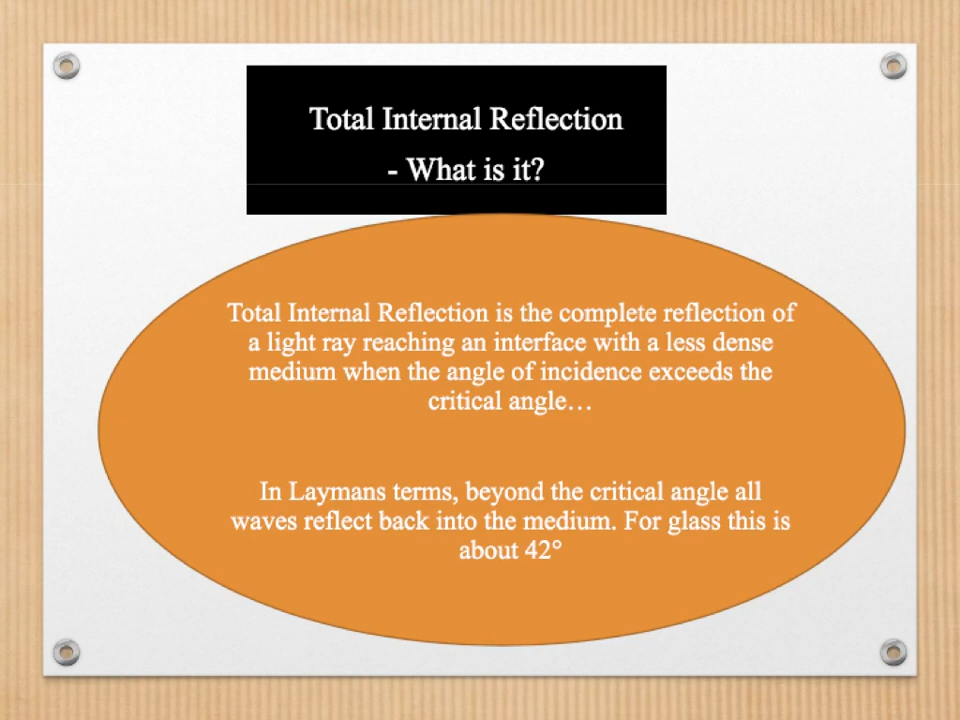 Total Internal Reflection
- What is it?
Total Internal Reflection is the complete reflection of
a light ray reaching an interface with a less dense
medium when the angle of incidence exceeds the
critical angle…
In Laymans terms, beyond the critical angle all
waves reflect back into the medium. For glass this is
about 42°